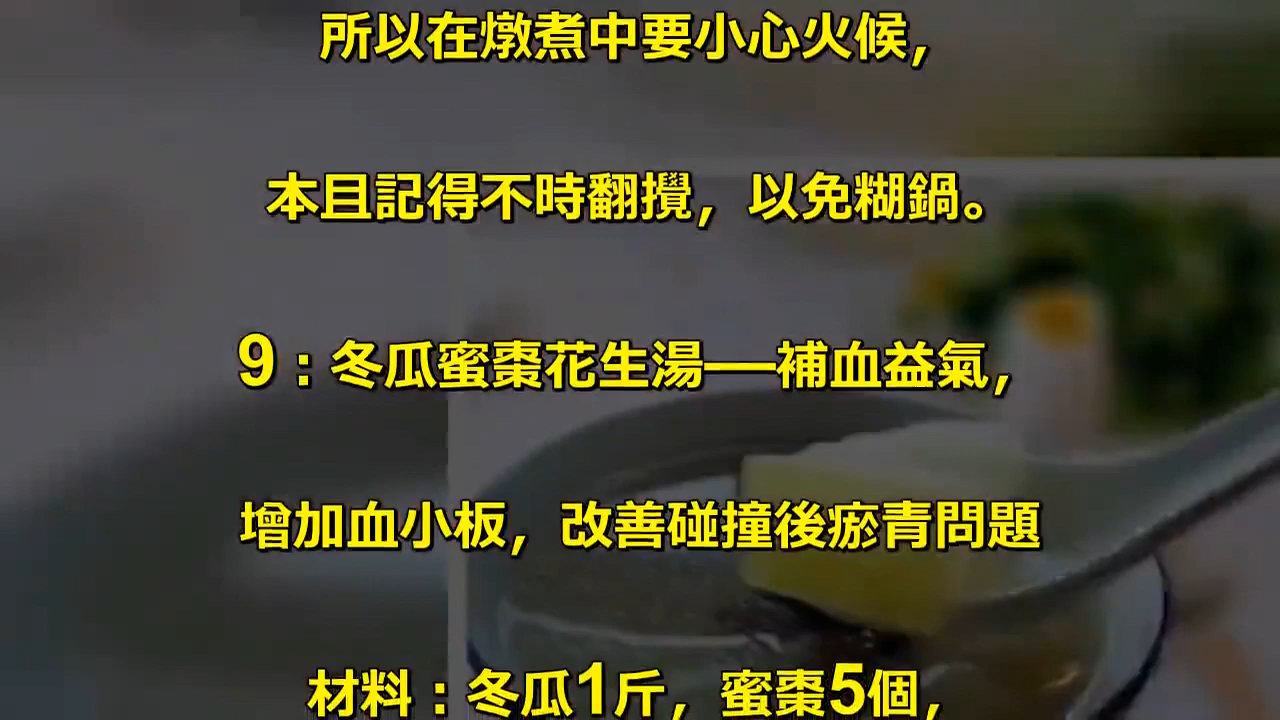 所以在燉煮中要小心火候，
本且記得不時翻攪，以免糊鍋。
9：冬瓜蜜棗花生湯──補血益氣，
增加血小板，改善碰撞後瘀青問題
材料：冬瓜1斤，蜜棗5個，